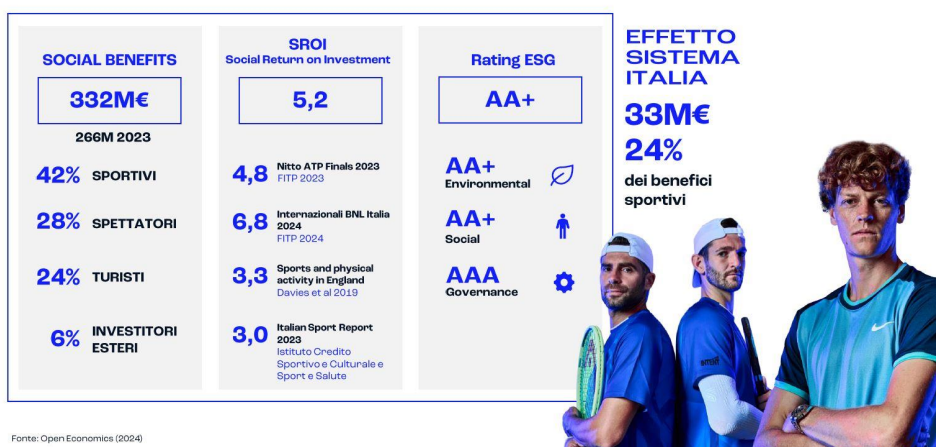 SOCIAL BENEFITS
332M€
266M 2023
42% SPORTIVI
28% SPETTATORI
24% TURISTI
6% INVESTITORI
ESTERI
SROI
Social Return on Investment
5,2
4,8 Nitto ATP Finals 2023
FITP 2023
6,8 Internazionali BNL Italia
2024
FITP 2024
3,3 Sports and physical
activity in England
Davies et al 2019
3,0 Italian Sport Report
2023
Istituto Credito
Sportivo e Culturale e
Sport e Salute
Rating ESG
AA+
AA+
Environmental
AA+
Social
AAA
Governance
EFFETTO
SISTEMA
ITALIA
33M€
24%
dei benefici
sportivi
Fonte: Open Economics (2024)